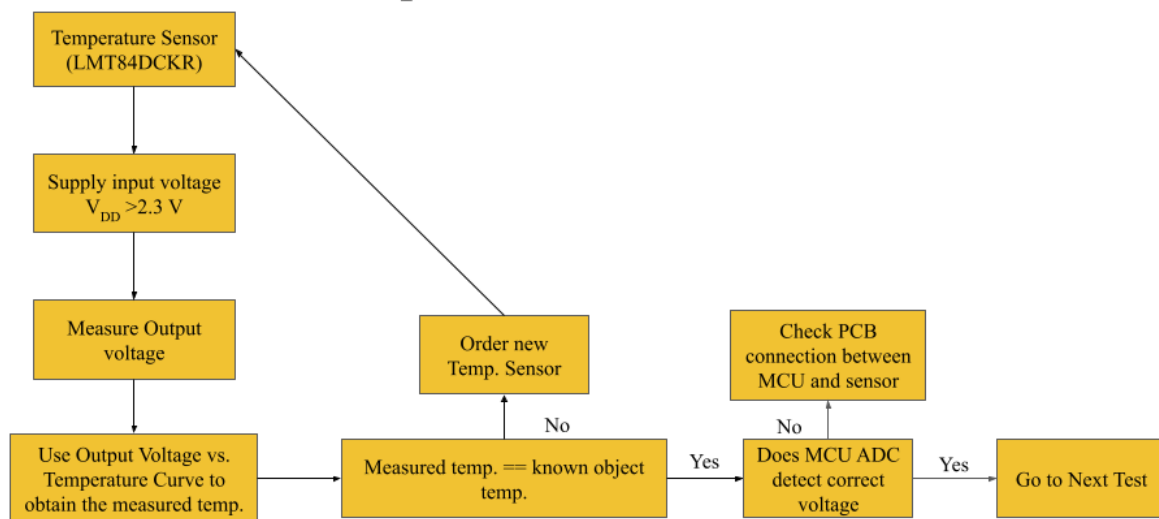 Temperature Sensor
(LMT84DCKR)
Supply input voltage
V_DD >2.3 V
Measure Output
voltage
Use Output Voltage vs.
Temperature Curve to
obtain the measured temp.
Measured temp. == known object
temp.
No
Order new
Temp. Sensor
Yes
Does MCU ADC
detect correct
voltage
No
Check PCB
connection between
MCU and sensor
Yes
Go to Next Test